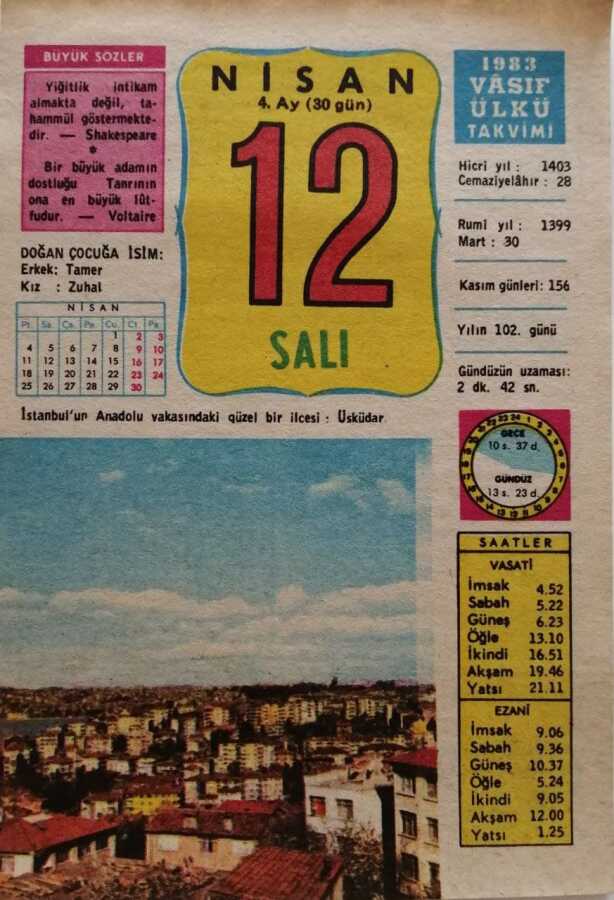 BÜYÜK SÖZLER
Yiğitlik intikam
almakta değil, ta-
hammül göstermekte-
dir. — Shakespeare
*
Bir büyük adamın
dostluğu Tanrının
ona en büyük lût-
fudur. — Voltaire
DOĞAN ÇOCUĞA İSİM:
Erkek: Tamer
Kız : Zuhal
NİSAN
Pt. Sa. Ça. Pe. Cu. Ct. Pa.
1 2 3
4 5 6 7 8 9 10
11 12 13 14 15 16 17
18 19 20 21 22 23 24
25 26 27 28 29 30
NİSAN
4. Ay (30 gün)
12
SALI
1983
VÂSIF
ÜLKÜ
TAKVİMİ
Hicrî yıl : 1403
Cemaziyelâhır : 28
Rumî yıl : 1399
Mart : 30
Kasım günleri: 156
Yılın 102. günü
Gündüzün uzaması:
2 dk. 42 sn.
İstanbul'un Anadolu yakasındaki güzel bir ilcesi : Üsküdar
GECE
10 s. 37 d.
GÜNDÜZ
13 s. 23 d.
SAATLER
VASATİ
İmsak 4.52
Sabah 5.22
Güneş 6.23
Öğle 13.10
İkindi 16.51
Akşam 19.46
Yatsı 21.11
EZANİ
İmsak 9.06
Sabah 9.36
Güneş 10.37
Öğle 5.24
İkindi 9.05
Akşam 12.00
Yatsı 1.25